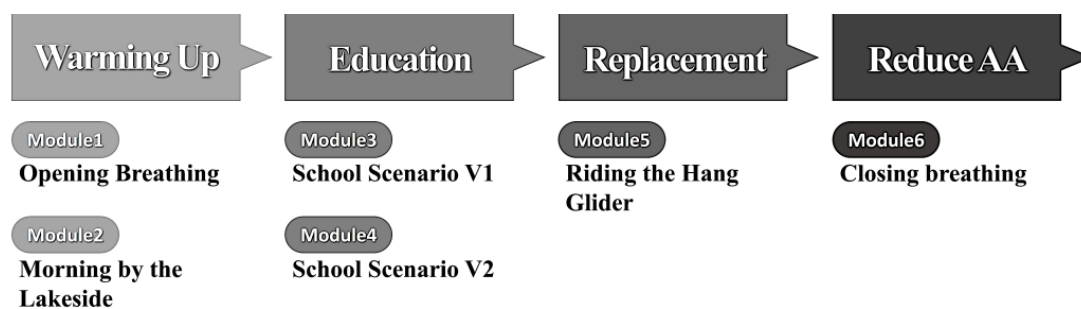 Warming Up
Education
Replacement
Reduce AA
Module1
Opening Breathing
Module2
Morning by the
Lakeside
Module3
School Scenario V1
Module4
School Scenario V2
Module5
Riding the Hang
Glider
Module6
Closing breathing